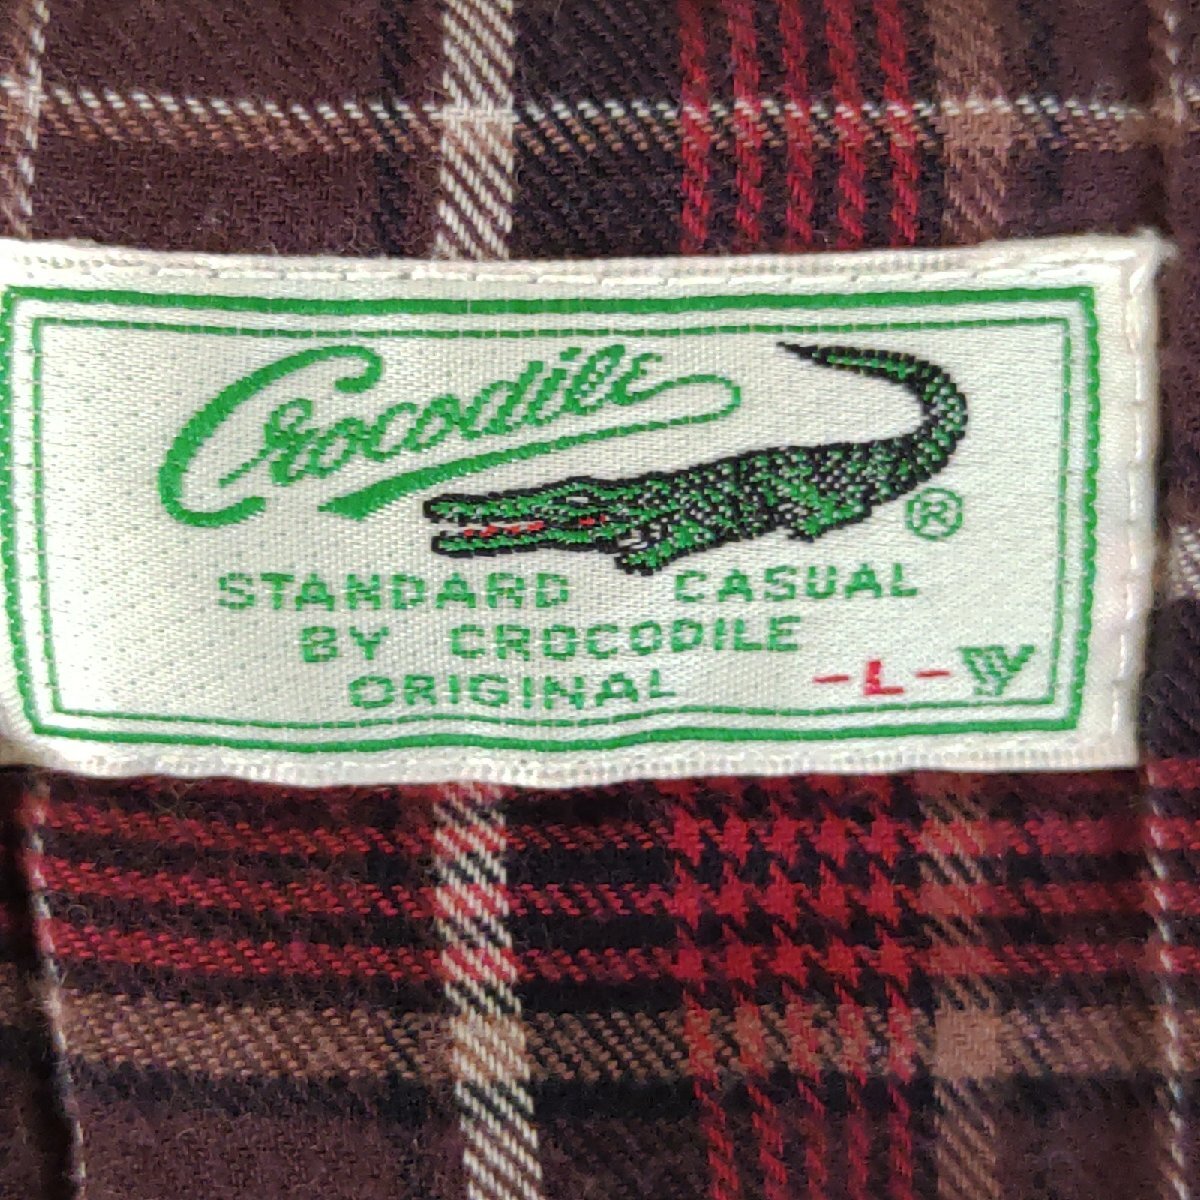 Crocodile
®
STANDARD CASUAL
BY CROCODILE
ORIGINAL
-L-